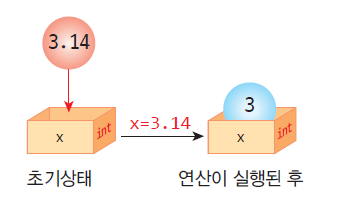 3.14
x
int
x=3.14
3
x
int
초기상태
연산이 실행된 후